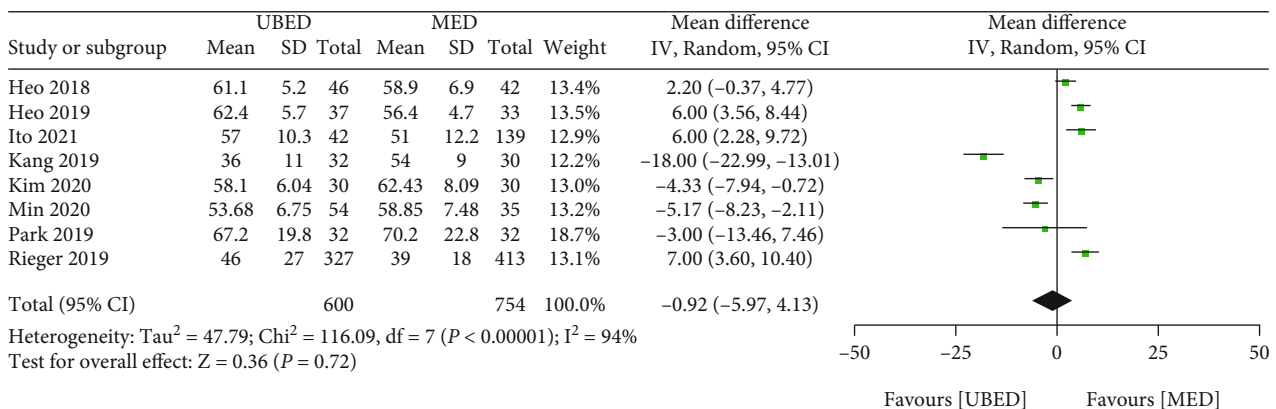 UBED MED Mean difference Mean difference
Study or subgroup Mean SD Total Mean SD Total Weight IV, Random, 95% CI IV, Random, 95% CI
Heo 2018 61.1 5.2 46 58.9 6.9 42 13.4% 2.20 (–0.37, 4.77)
Heo 2019 62.4 5.7 37 56.4 4.7 33 13.5% 6.00 (3.56, 8.44)
Ito 2021 57 10.3 42 51 12.2 139 12.9% 6.00 (2.28, 9.72)
Kang 2019 36 11 32 54 9 30 12.2% –18.00 (–22.99, –13.01)
Kim 2020 58.1 6.04 30 62.43 8.09 30 13.0% –4.33 (–7.94, –0.72)
Min 2020 53.68 6.75 54 58.85 7.48 35 13.2% –5.17 (–8.23, –2.11)
Park 2019 67.2 19.8 32 70.2 22.8 32 18.7% –3.00 (–13.46, 7.46)
Rieger 2019 46 27 327 39 18 413 13.1% 7.00 (3.60, 10.40)
Total (95% CI) 600 754 100.0% –0.92 (–5.97, 4.13)
Heterogeneity: Tau² = 47.79; Chi² = 116.09, df = 7 (P < 0.00001); I² = 94%
Test for overall effect: Z = 0.36 (P = 0.72)
–50 –25 0 25 50
Favours [UBED] Favours [MED]